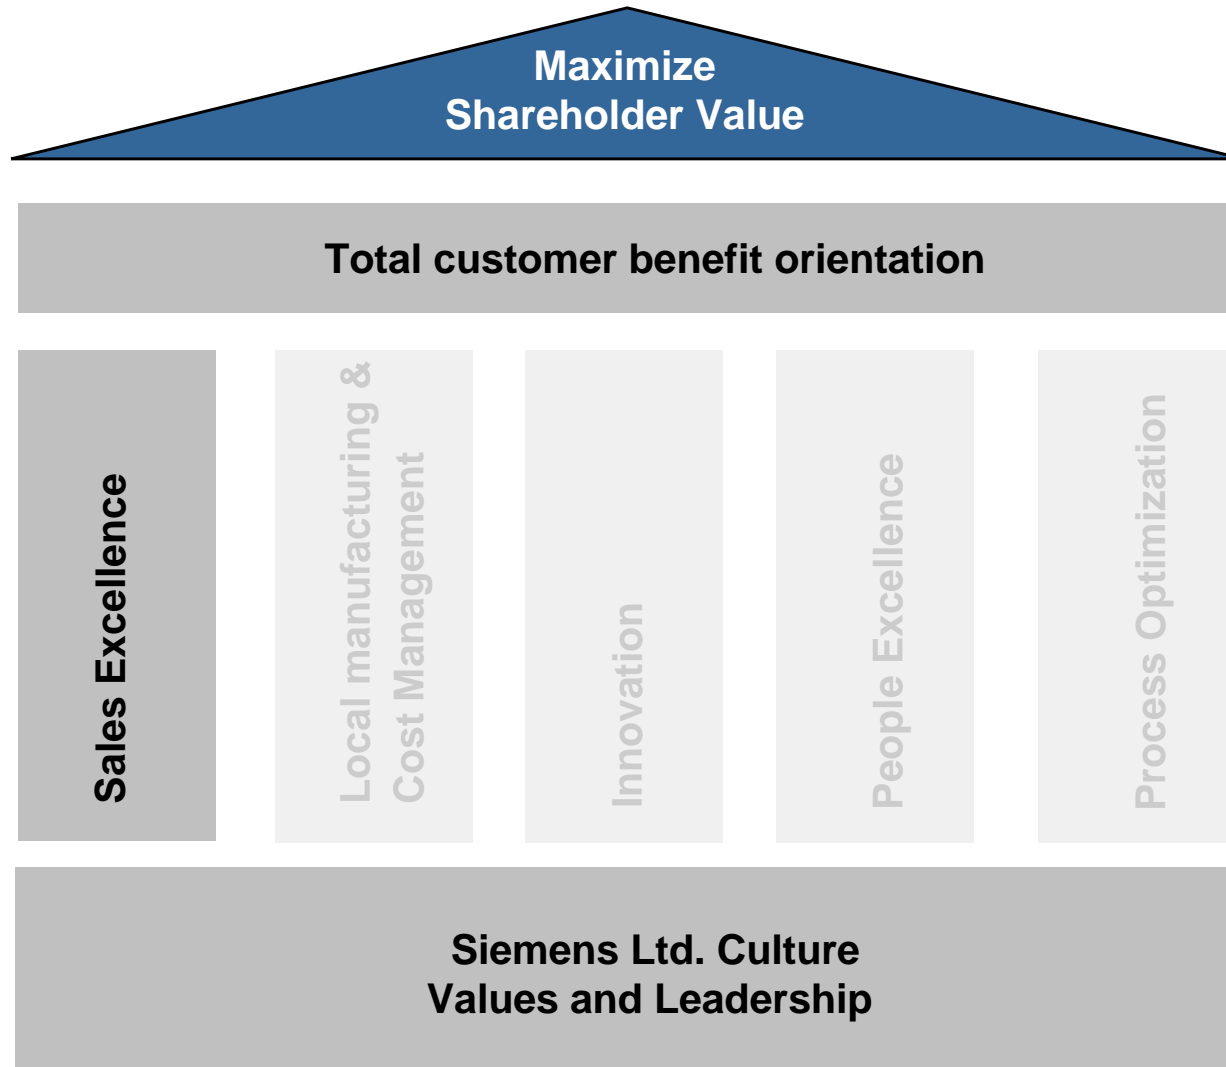 Maximize
Shareholder Value
Total customer benefit orientation
Sales Excellence
Local manufacturing &
Cost Management
Innovation
People Excellence
Process Optimization
Siemens Ltd. Culture
Values and Leadership